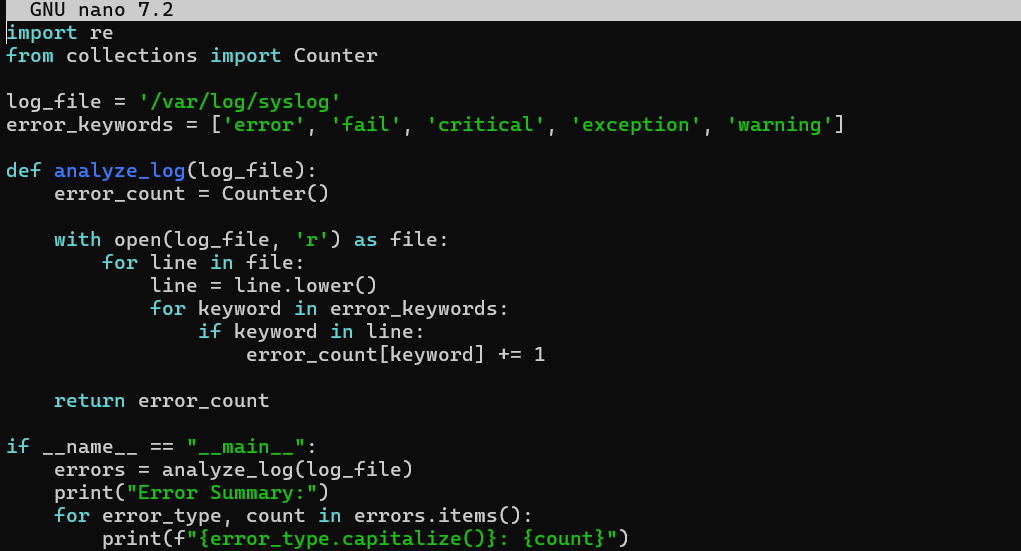 GNU nano 7.2
import re
from collections import Counter

log_file = '/var/log/syslog'
error_keywords = ['error', 'fail', 'critical', 'exception', 'warning']

def analyze_log(log_file):
    error_count = Counter()

    with open(log_file, 'r') as file:
        for line in file:
            line = line.lower()
            for keyword in error_keywords:
                if keyword in line:
                    error_count[keyword] += 1

    return error_count

if __name__ == "__main__":
    errors = analyze_log(log_file)
    print("Error Summary:")
    for error_type, count in errors.items():
        print(f"{error_type.capitalize()}: {count}")